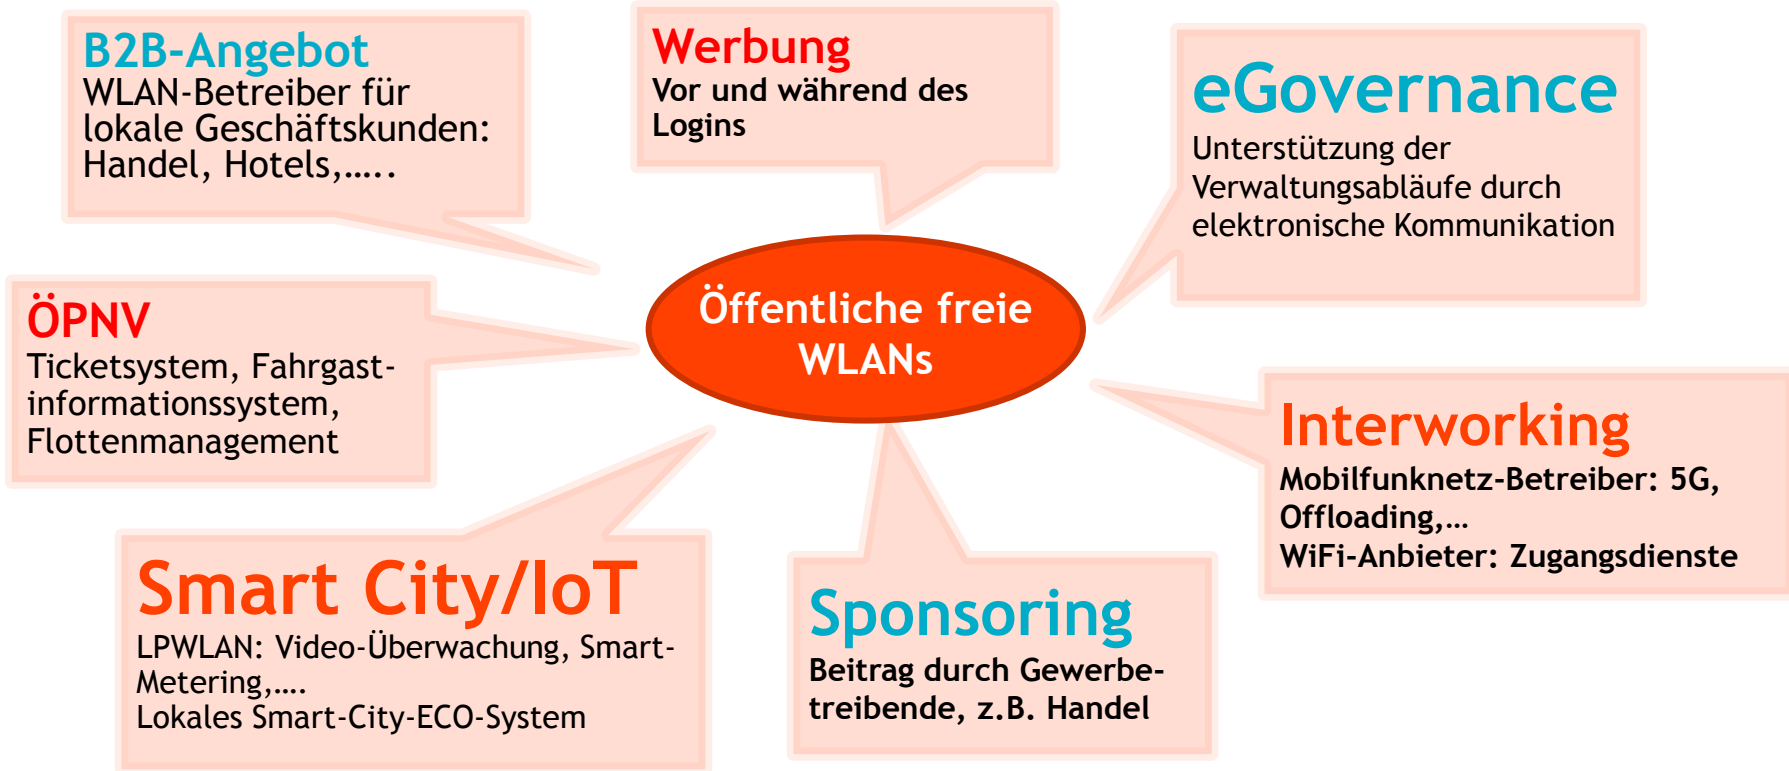 B2B-Angebot
WLAN-Betreiber für
lokale Geschäftskunden:
Handel, Hotels,.....
Werbung
Vor und während des
Logins
eGovernance
Unterstützung der
Verwaltungsabläufe durch
elektronische Kommunikation
ÖPNV
Ticketsystem, Fahrgast-
informationssystem,
Flottenmanagement
Öffentliche freie
WLANs
Interworking
Mobilfunknetz-Betreiber: 5G,
Offloading,…
WiFi-Anbieter: Zugangsdienste
Smart City/IoT
LPWLAN: Video-Überwachung, Smart-
Metering,….
Lokales Smart-City-ECO-System
Sponsoring
Beitrag durch Gewerbe-
treibende, z.B. Handel